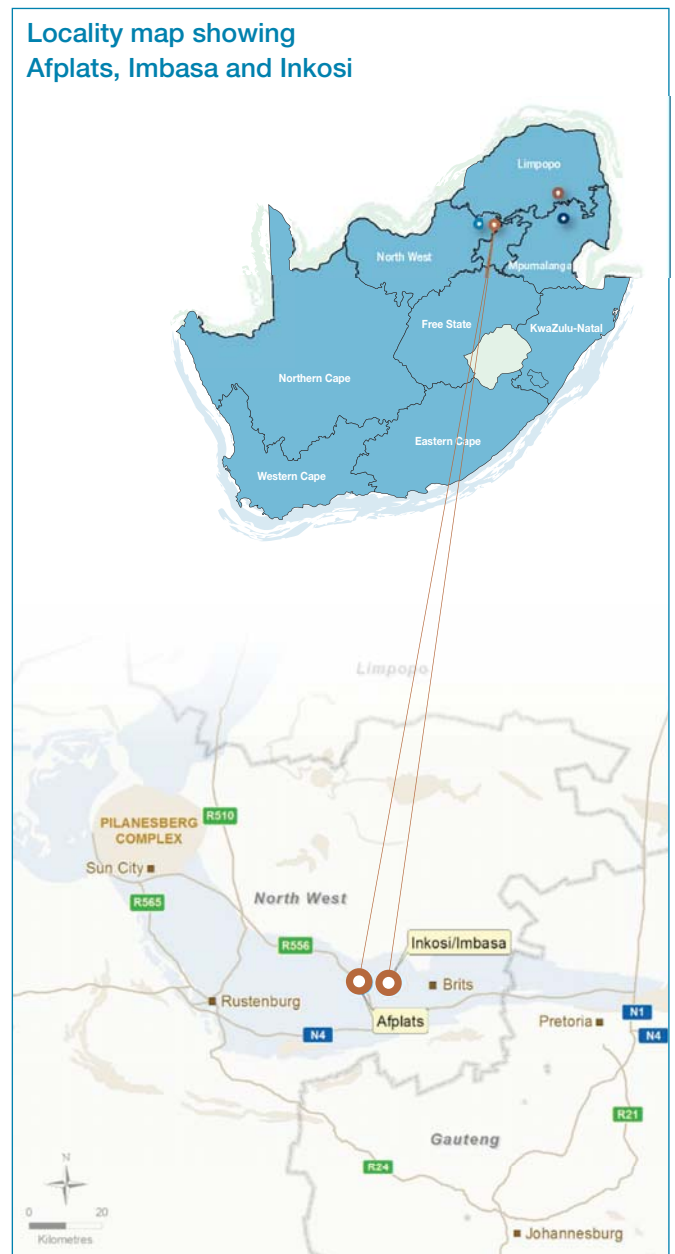 Locality map showing
Afplats, Imbasa and Inkosi
Limpopo
North West
Mpumalanga
Free State
KwaZulu-Natal
Northern Cape
Eastern Cape
Western Cape
Limpopo
PILANESBERG
COMPLEX
R510
Sun City
R565
North West
R556
Inkosi/Imbasa
Brits
Rustenburg
Afplats
N1
Pretoria
N4
N4
R21
Gauteng
R24
N
0 20
Kilometres
Johannesburg